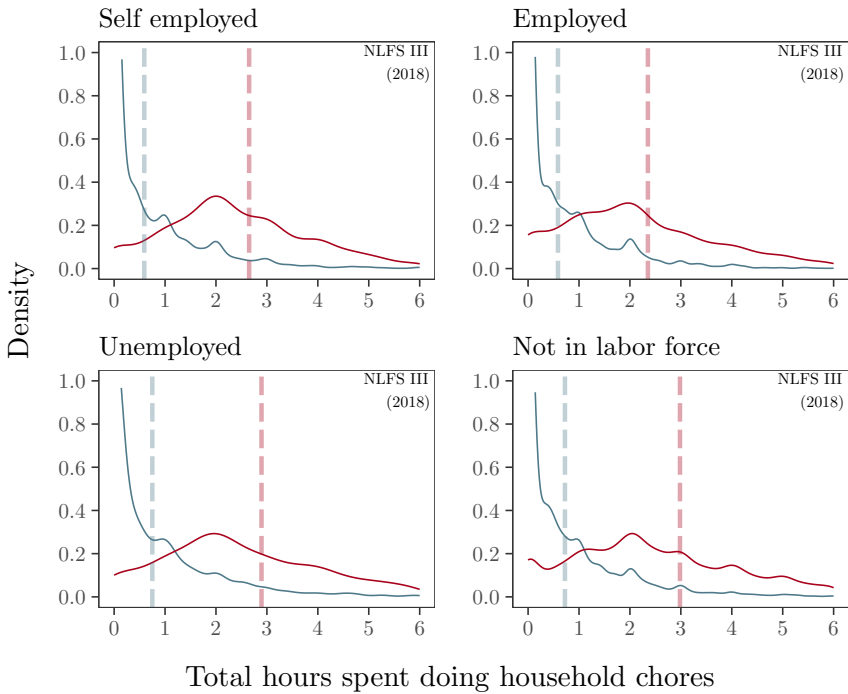 Self employed
NLFS III
(2018)
1.0
0.8
0.6
0.4
0.2
0.0
0 1 2 3 4 5 6
Employed
NLFS III
(2018)
1.0
0.8
0.6
0.4
0.2
0.0
0 1 2 3 4 5 6
Density
Unemployed
NLFS III
(2018)
1.0
0.8
0.6
0.4
0.2
0.0
0 1 2 3 4 5 6
Not in labor force
NLFS III
(2018)
1.0
0.8
0.6
0.4
0.2
0.0
0 1 2 3 4 5 6
Total hours spent doing household chores